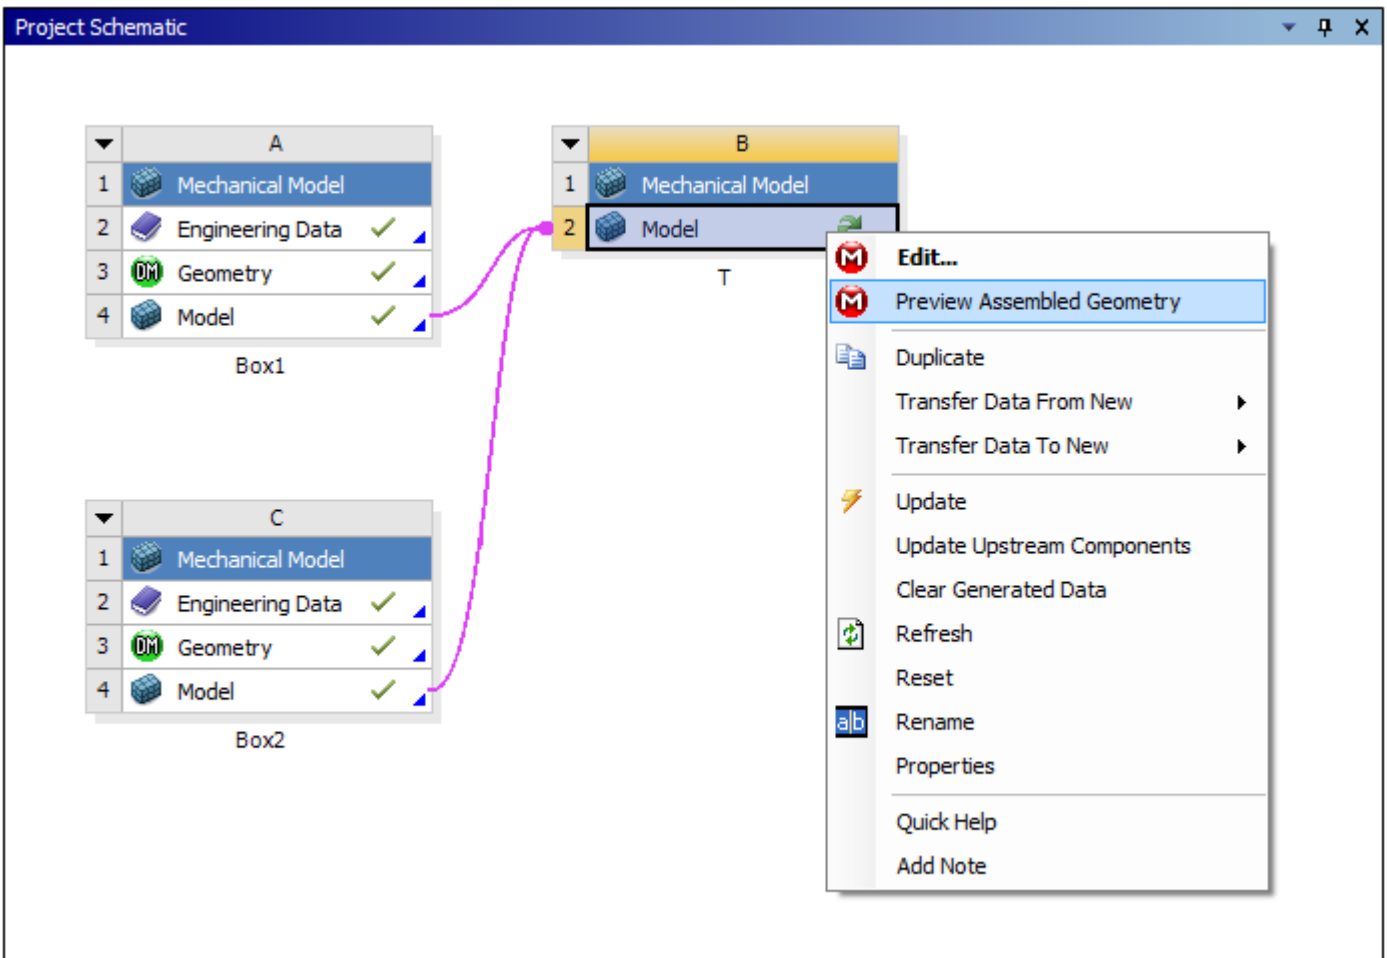 Project Schematic
A
1 Mechanical Model
2 Engineering Data
3 DM Geometry
4 Model
Box1
B
1 Mechanical Model
2 Model
T
C
1 Mechanical Model
2 Engineering Data
3 DM Geometry
4 Model
Box2
M Edit...
M Preview Assembled Geometry
Duplicate
Transfer Data From New
Transfer Data To New
Update
Update Upstream Components
Clear Generated Data
Refresh
Reset
a|b Rename
Properties
Quick Help
Add Note